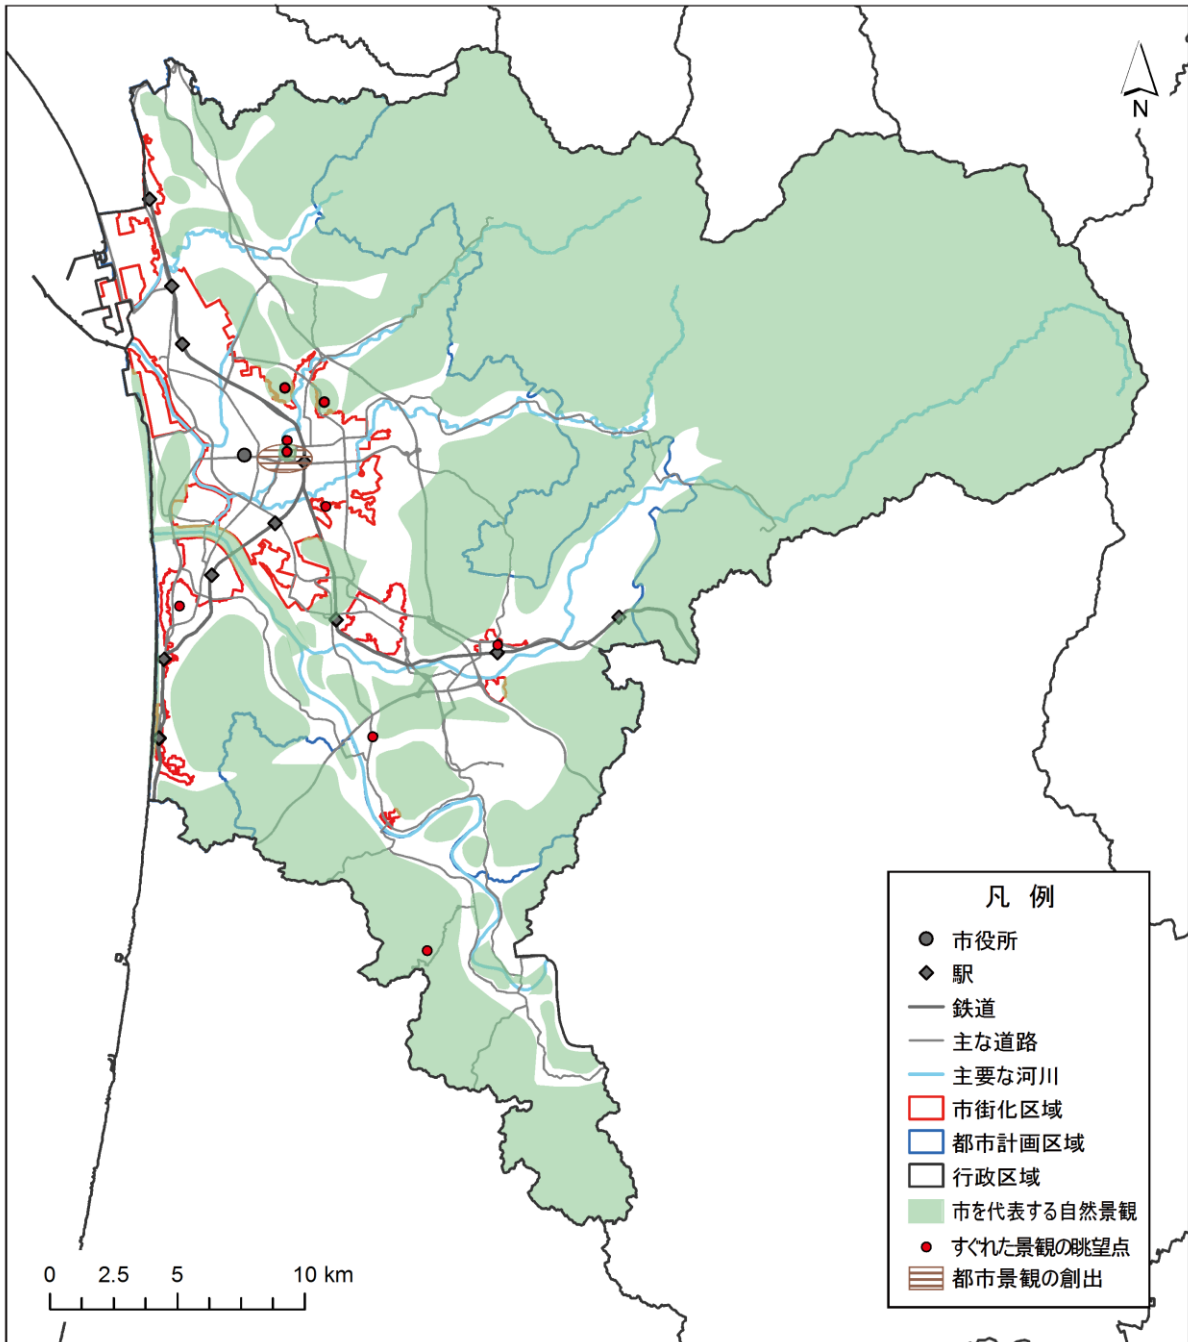 N
凡 例
市役所
駅
鉄道
主な道路
主要な河川
市街化区域
都市計画区域
行政区域
市を代表する自然景観
すぐれた景観の眺望点
都市景観の創出
0 2.5 5 10 km